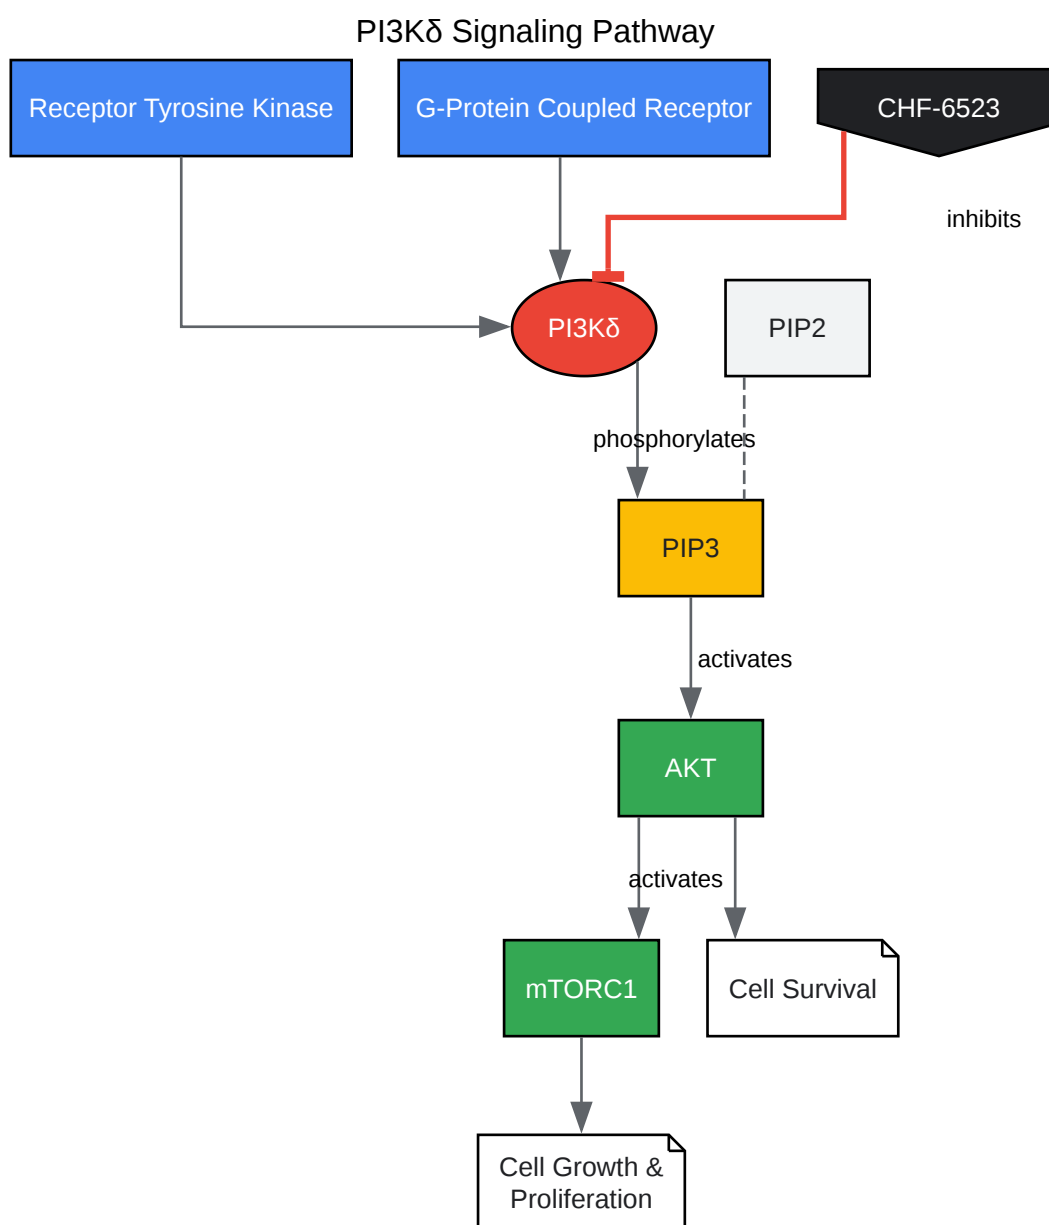 PI3Kδ Signaling Pathway
Receptor Tyrosine Kinase
G-Protein Coupled Receptor
CHF-6523
inhibits
PI3Kδ
PIP2
phosphorylates
PIP3
activates
AKT
activates
mTORC1
Cell Survival
Cell Growth &
Proliferation